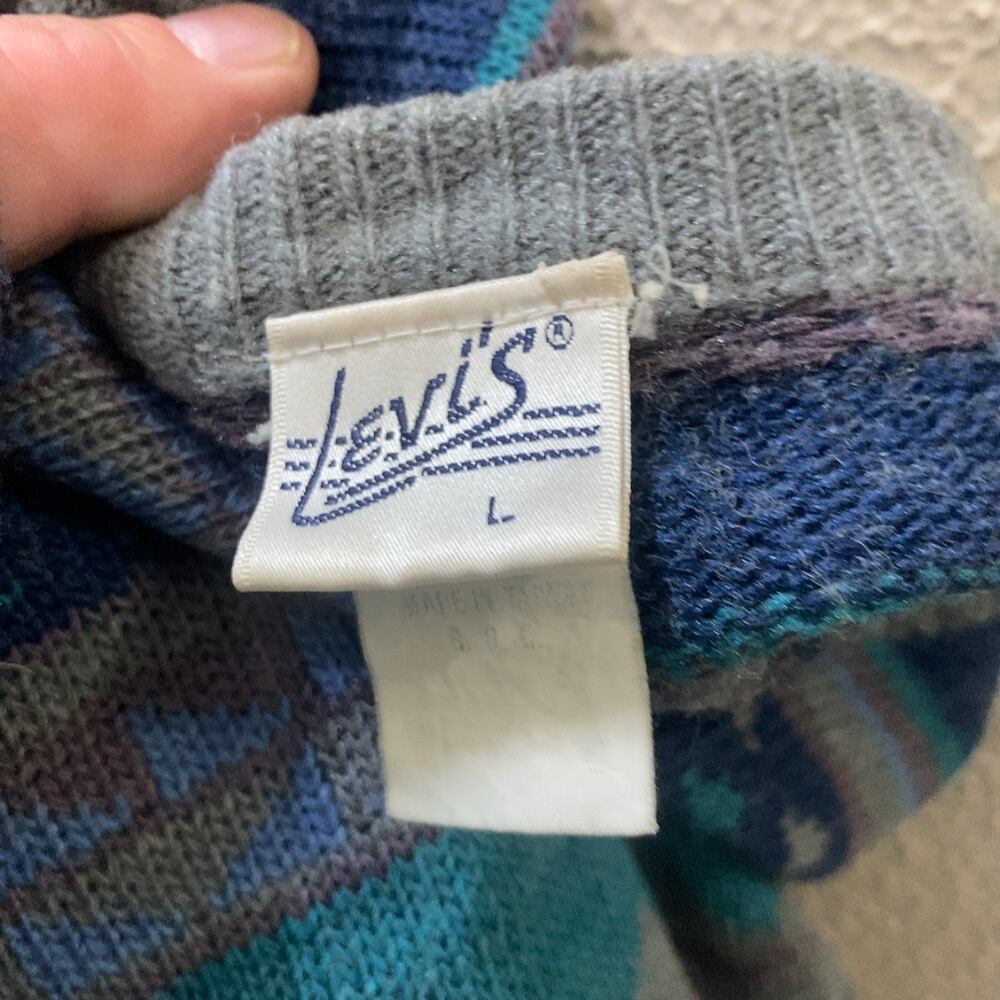 Levi's®
L
MADE IN TAIWAN
R. O. C.